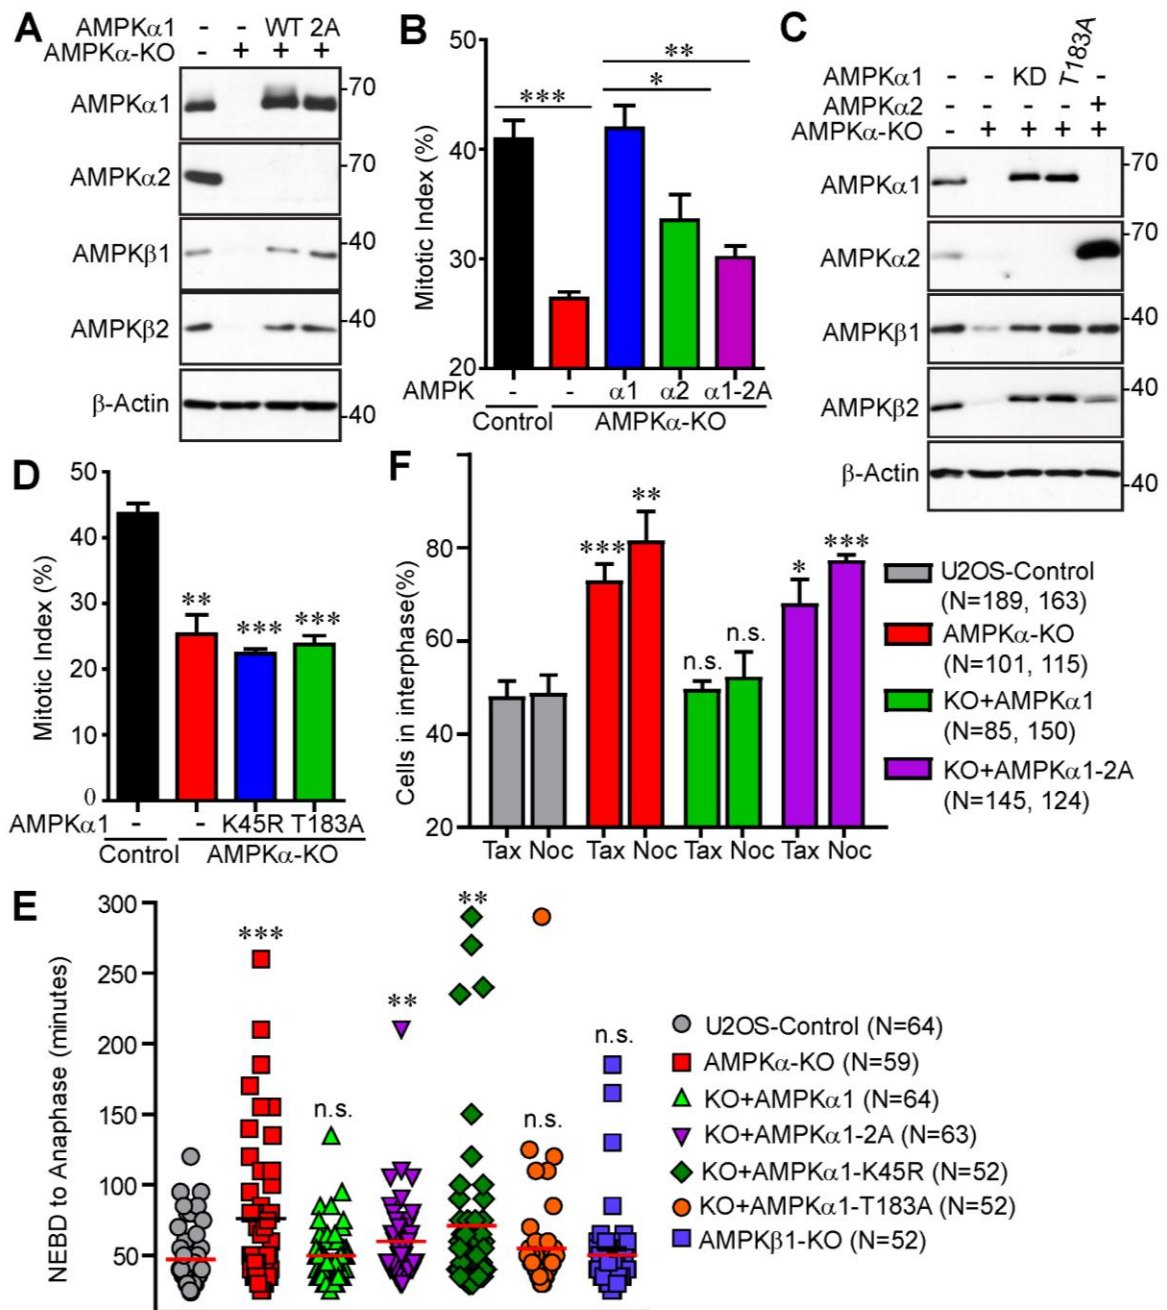 A
AMPKα1 - - WT 2A
AMPKα-KO - + + +
AMPKα1
-70
AMPKα2
-70
AMPKβ1
-40
AMPKβ2
-40
β-Actin
-40
B
Mitotic Index (%)
50
40
30
20
***
**
*
AMPK - - α1 α2 α1-2A
Control AMPKα-KO
C
AMPKα1 - - KD T183A -
AMPKα2 - - - - +
AMPKα-KO - + + + +
AMPKα1
-70
AMPKα2
-70
AMPKβ1
-40
AMPKβ2
-40
β-Actin
-40
D
Mitotic Index (%)
50
40
30
20
10
0
** *** ***
AMPKα1 - - K45R T183A
Control AMPKα-KO
F
Cells in interphase(%)
80
60
40
20
*** ** n.s. n.s. * ***
Tax Noc Tax Noc Tax Noc Tax Noc
U2OS-Control
(N=189, 163)
AMPKα-KO
(N=101, 115)
KO+AMPKα1
(N=85, 150)
KO+AMPKα1-2A
(N=145, 124)
E
NEBD to Anaphase (minutes)
300
250
200
150
100
50
*** n.s. ** ** n.s. n.s.
U2OS-Control (N=64)
AMPKα-KO (N=59)
KO+AMPKα1 (N=64)
KO+AMPKα1-2A (N=63)
KO+AMPKα1-K45R (N=52)
KO+AMPKα1-T183A (N=52)
AMPKβ1-KO (N=52)